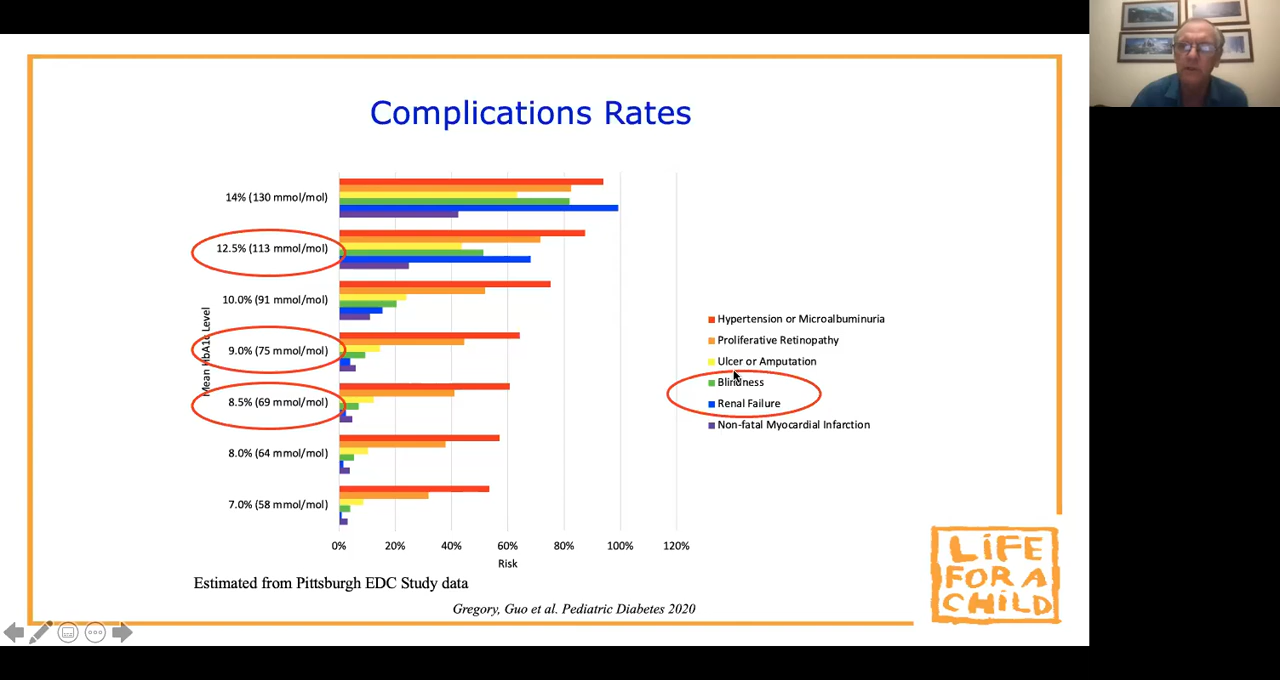 Complications Rates
14% (130 mmol/mol)
12.5% (113 mmol/mol)
10.0% (91 mmol/mol)
9.0% (75 mmol/mol)
8.5% (69 mmol/mol)
8.0% (64 mmol/mol)
7.0% (58 mmol/mol)
Mean HbA1c Level
0% 20% 40% 60% 80% 100% 120%
Risk
Hypertension or Microalbuminuria
Proliferative Retinopathy
Ulcer or Amputation
Blindness
Renal Failure
Non-fatal Myocardial Infarction
Estimated from Pittsburgh EDC Study data
Gregory, Guo et al. Pediatric Diabetes 2020
LiFE
FOR A
CHiLD